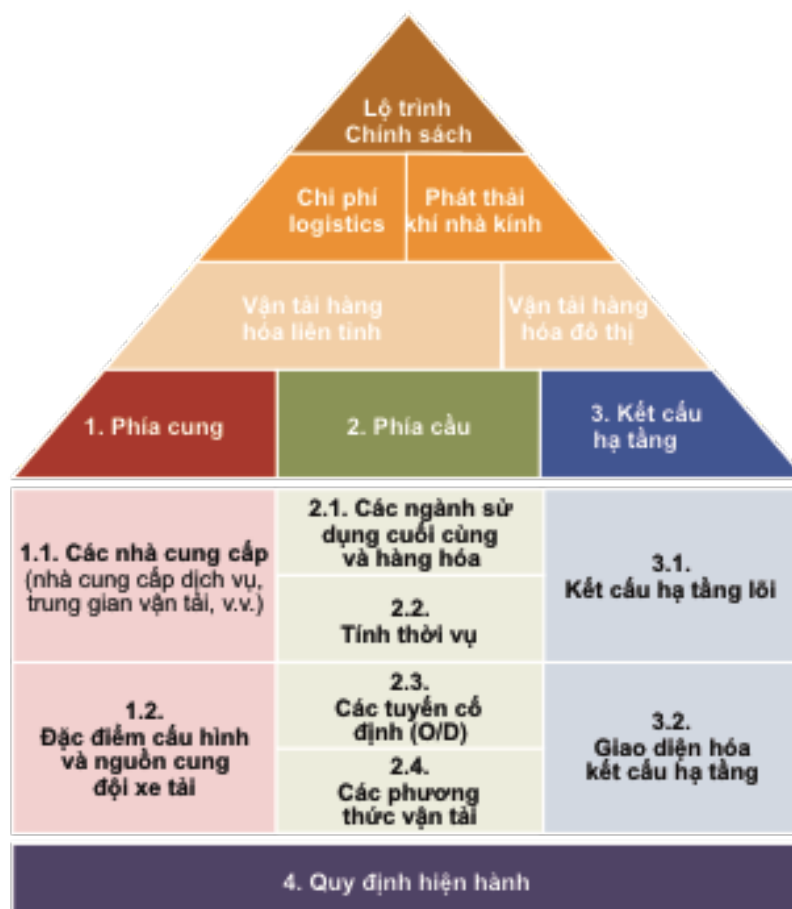 Lộ trình
Chính sách
Chi phí
logistics
Phát thải
khí nhà kính
Vận tải hàng
hóa liên tỉnh
Vận tải hàng
hóa đô thị
1. Phía cung
2. Phía cầu
3. Kết cấu
hạ tầng
1.1. Các nhà cung cấp
(nhà cung cấp dịch vụ,
trung gian vận tải, v.v.)
1.2.
Đặc điểm cấu hình
và nguồn cung
đội xe tải
2.1. Các ngành sử
dụng cuối cùng
và hàng hóa
2.2.
Tính thời vụ
2.3.
Các tuyến cố
định (O/D)
2.4.
Các phương
thức vận tải
3.1.
Kết cấu hạ tầng lõi
3.2.
Giao diện hóa
kết cấu hạ tầng
4. Quy định hiện hành